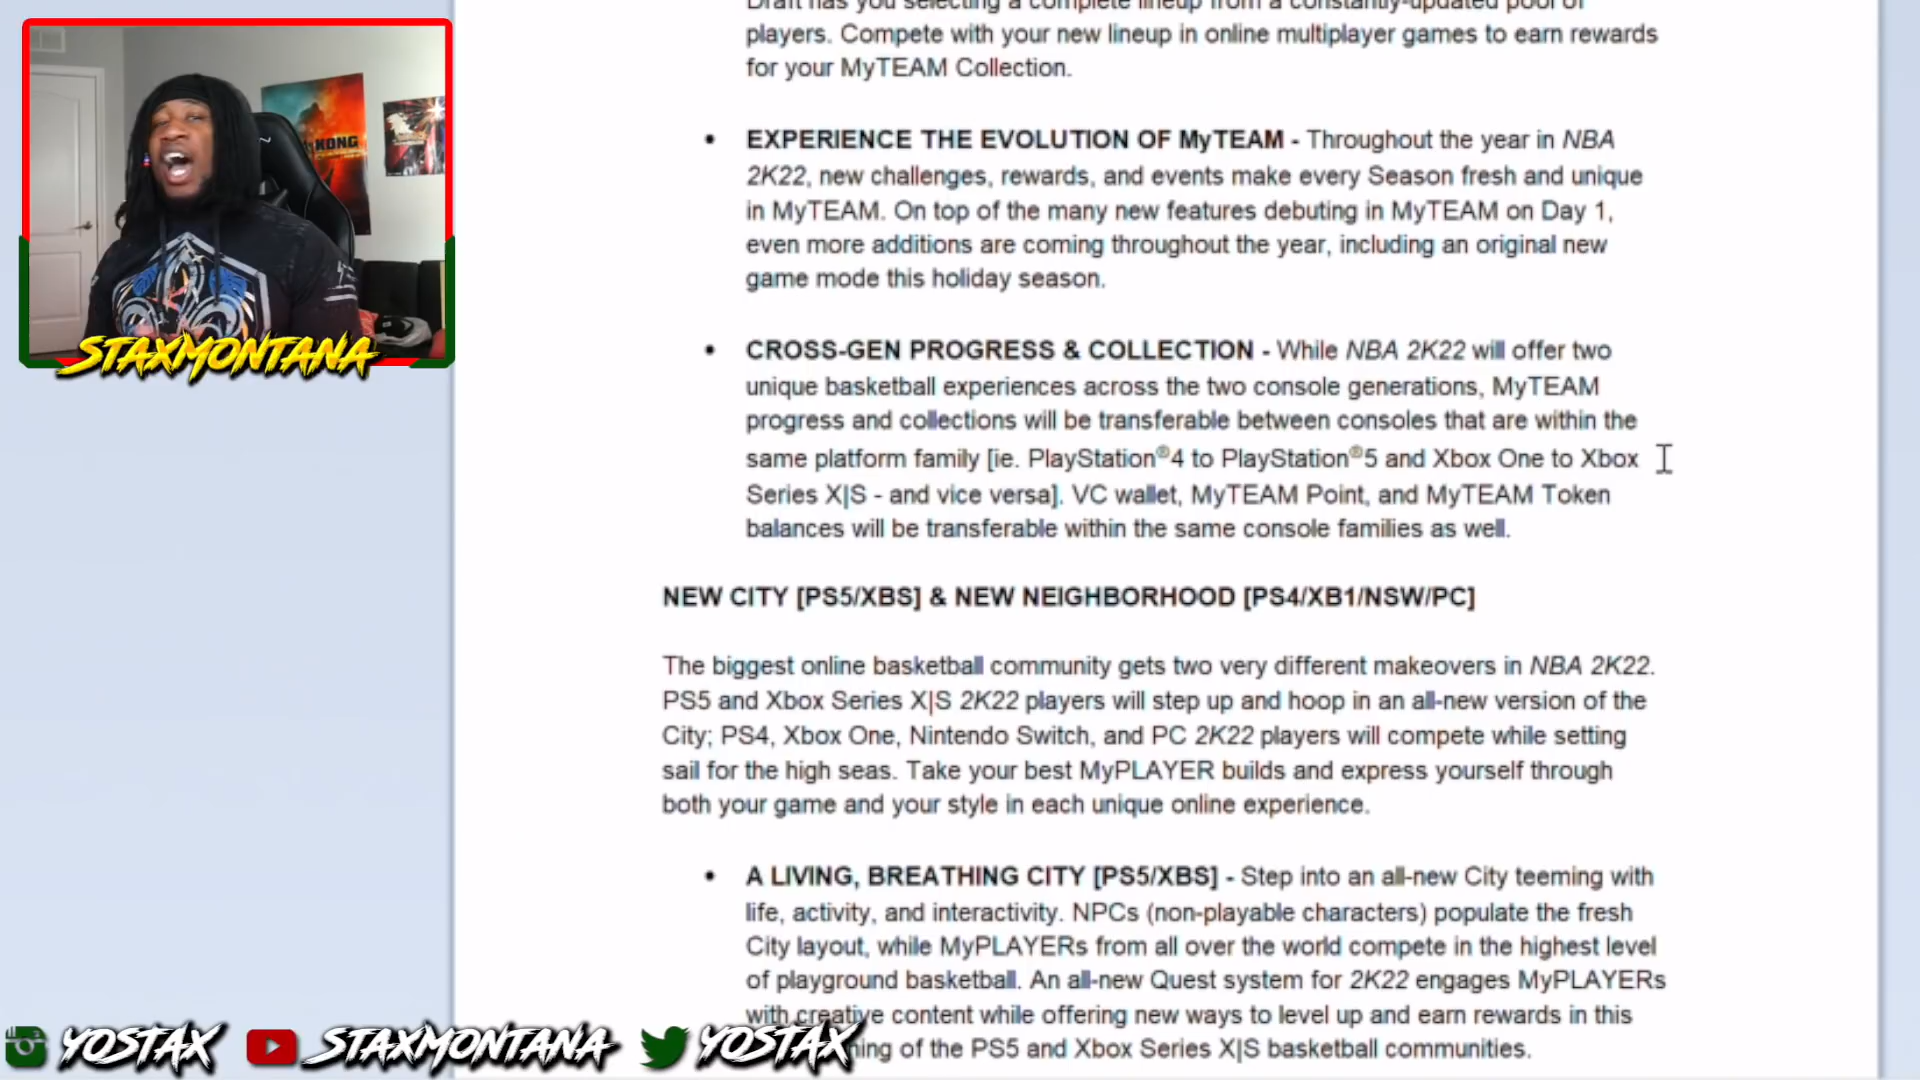 Draft has you selecting a complete lineup from a constantly-updated pool of
players. Compete with your new lineup in online multiplayer games to earn rewards
for your MyTEAM Collection.
KONG
• EXPERIENCE THE EVOLUTION OF MyTEAM - Throughout the year in NBA
2K22, new challenges, rewards, and events make every Season fresh and unique
in MyTEAM. On top of the many new features debuting in MyTEAM on Day 1,
even more additions are coming throughout the year, including an original new
game mode this holiday season.
STAXMONTANA
• CROSS-GEN PROGRESS & COLLECTION - While NBA 2K22 will offer two
unique basketball experiences across the two console generations, MyTEAM
progress and collections will be transferable between consoles that are within the
same platform family [ie. PlayStation®4 to PlayStation®5 and Xbox One to Xbox
Series X|S - and vice versa]. VC wallet, MyTEAM Point, and MyTEAM Token
balances will be transferable within the same console families as well.
NEW CITY [PS5/XBS] & NEW NEIGHBORHOOD [PS4/XB1/NSW/PC]
The biggest online basketball community gets two very different makeovers in NBA 2K22.
PS5 and Xbox Series X|S 2K22 players will step up and hoop in an all-new version of the
City; PS4, Xbox One, Nintendo Switch, and PC 2K22 players will compete while setting
sail for the high seas. Take your best MyPLAYER builds and express yourself through
both your game and your style in each unique online experience.
• A LIVING, BREATHING CITY [PS5/XBS] - Step into an all-new City teeming with
life, activity, and interactivity. NPCs (non-playable characters) populate the fresh
City layout, while MyPLAYERs from all over the world compete in the highest level
of playground basketball. An all-new Quest system for 2K22 engages MyPLAYERs
with creative content while offering new ways to level up and earn rewards in this
of the PS5 and Xbox Series X|S basketball communities.
YOSTAX STAXMONTANA YOSTAX